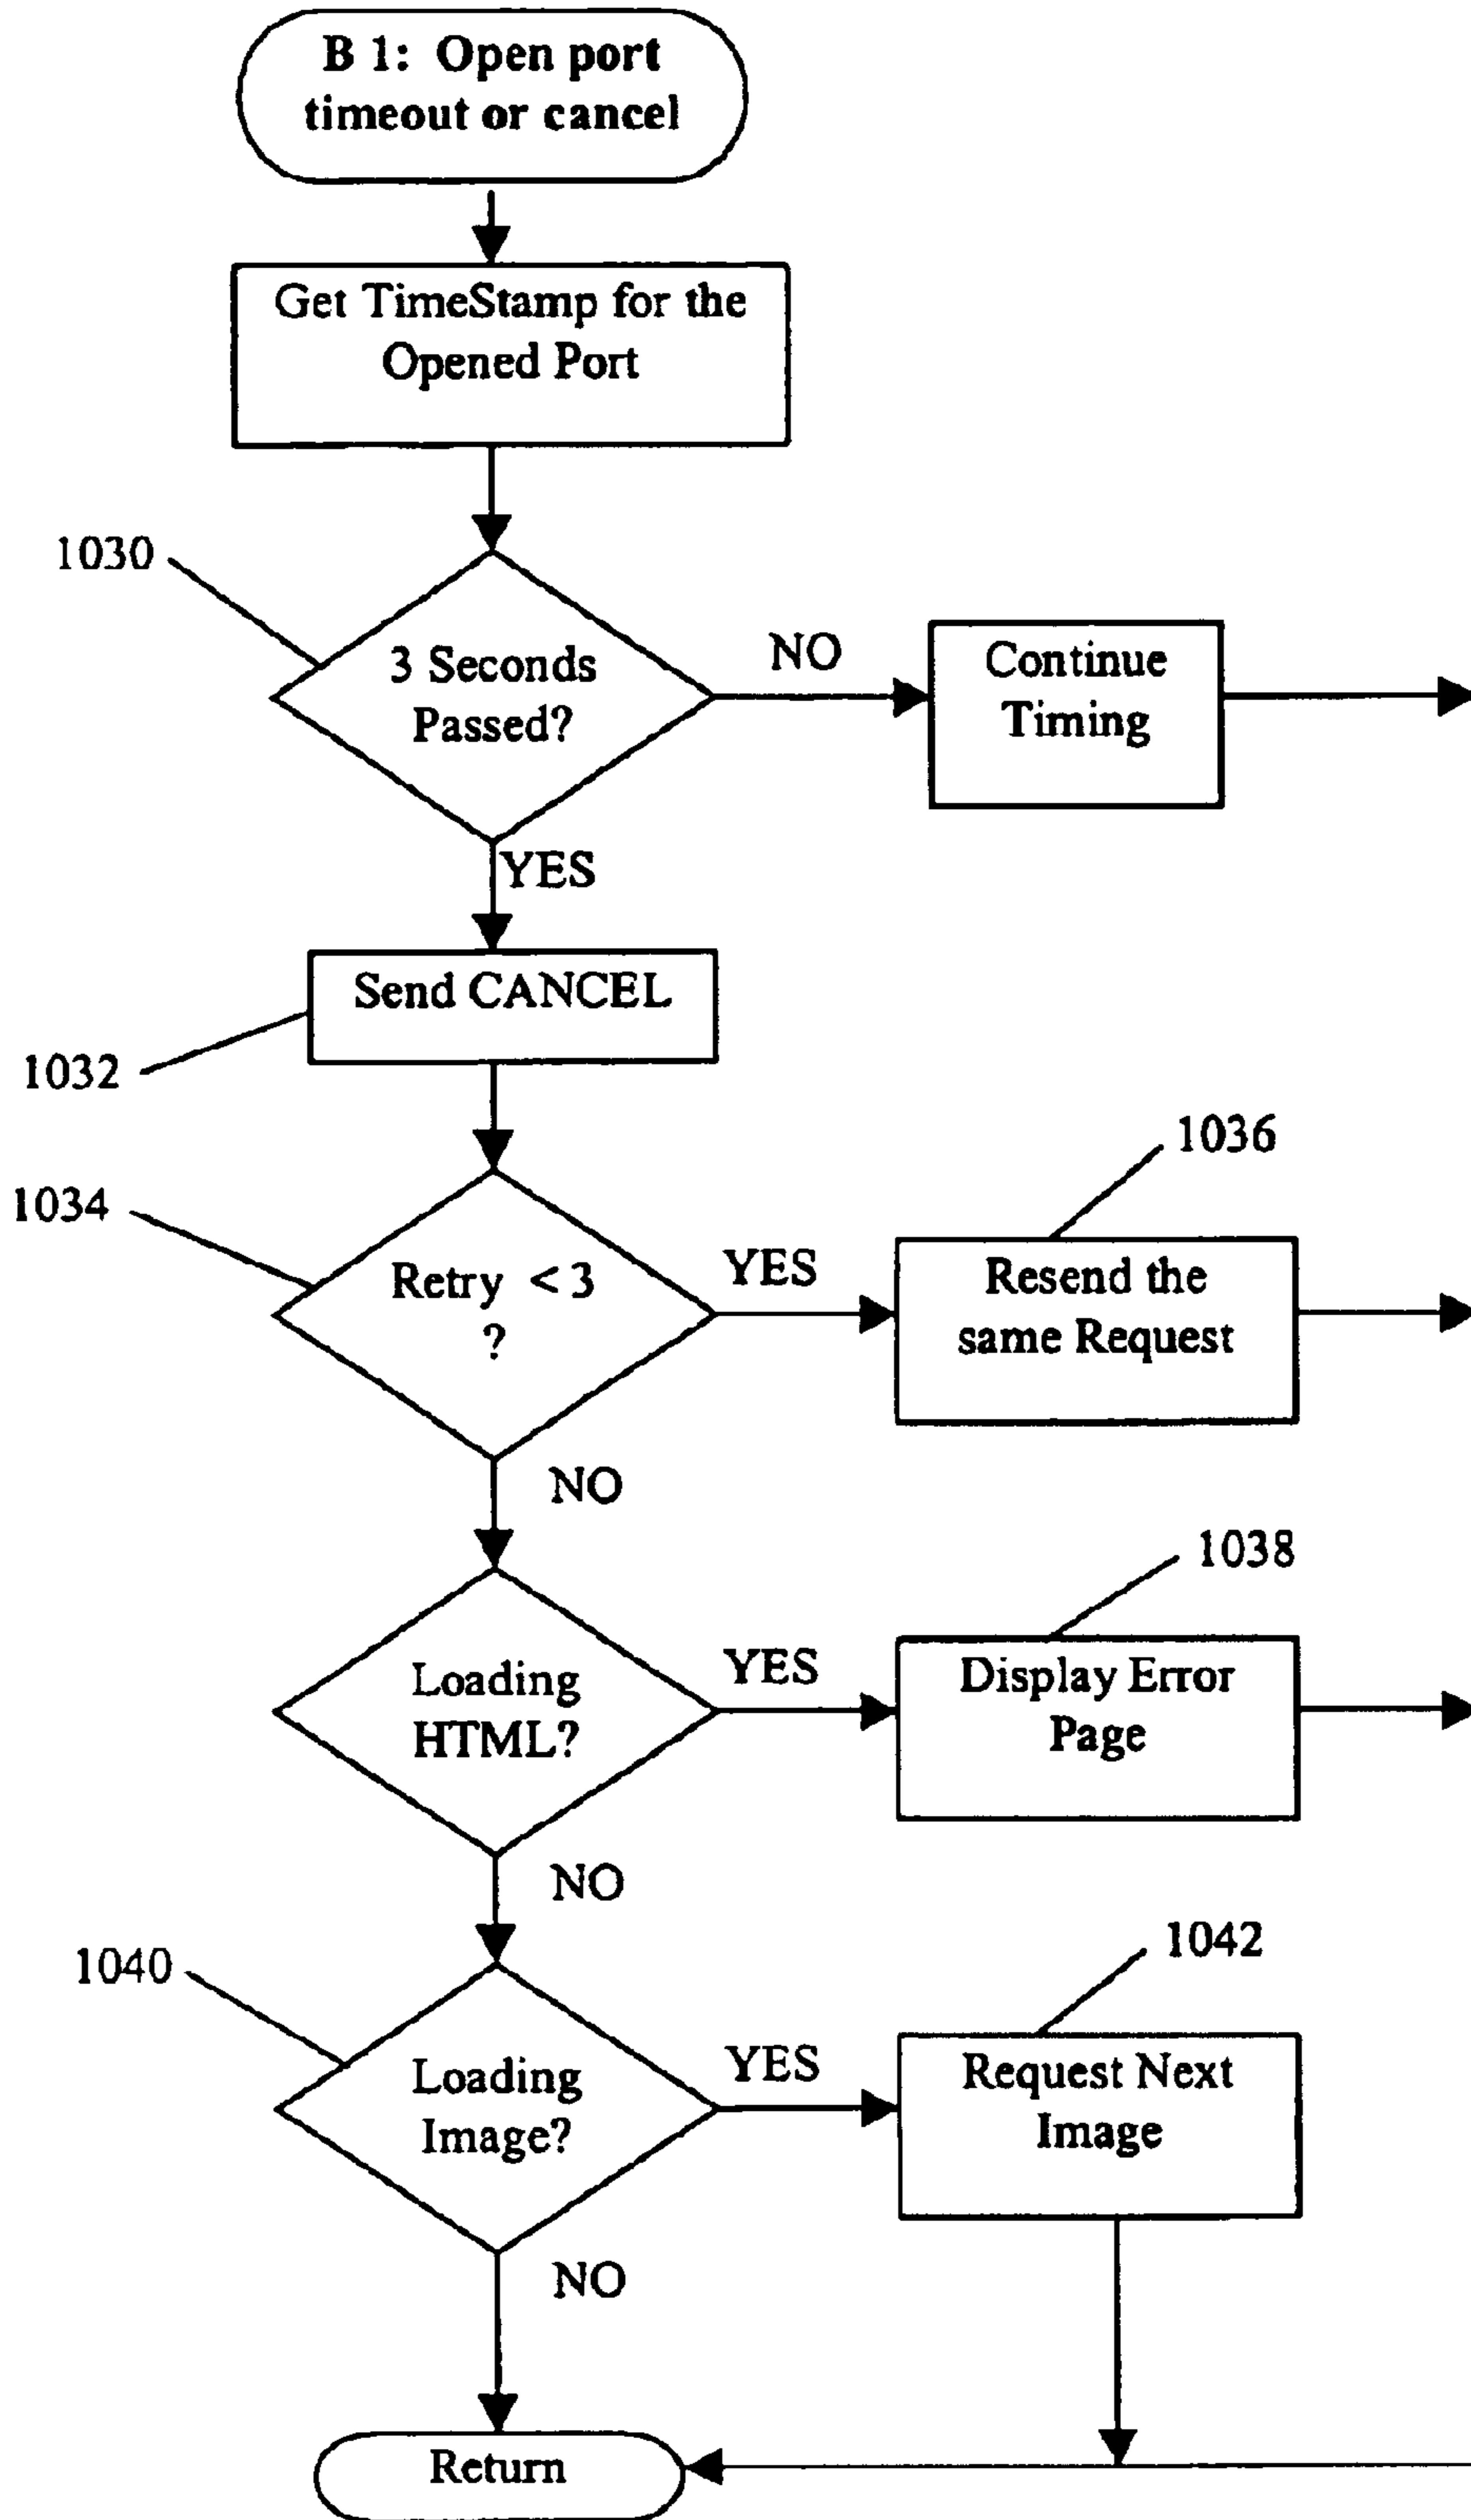 B 1: Open port
timeout or cancel
Get TimeStamp for the
Opened Port
1030
3 Seconds
Passed?
NO
Continue
Timing
YES
Send CANCEL
1032
1034
Retry < 3
?
YES
1036
Resend the
same Request
NO
Loading
HTML?
YES
1038
Display Error
Page
NO
1040
Loading
Image?
YES
1042
Request Next
Image
NO
Return